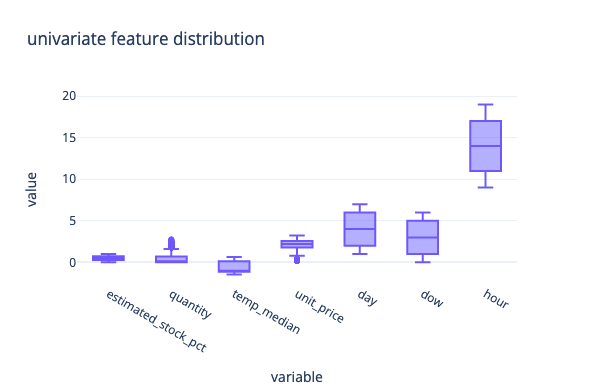 univariate feature distribution
value
20
15
10
5
0
estimated_stock_pct
quantity
temp_median
unit_price
day
dow
hour
variable